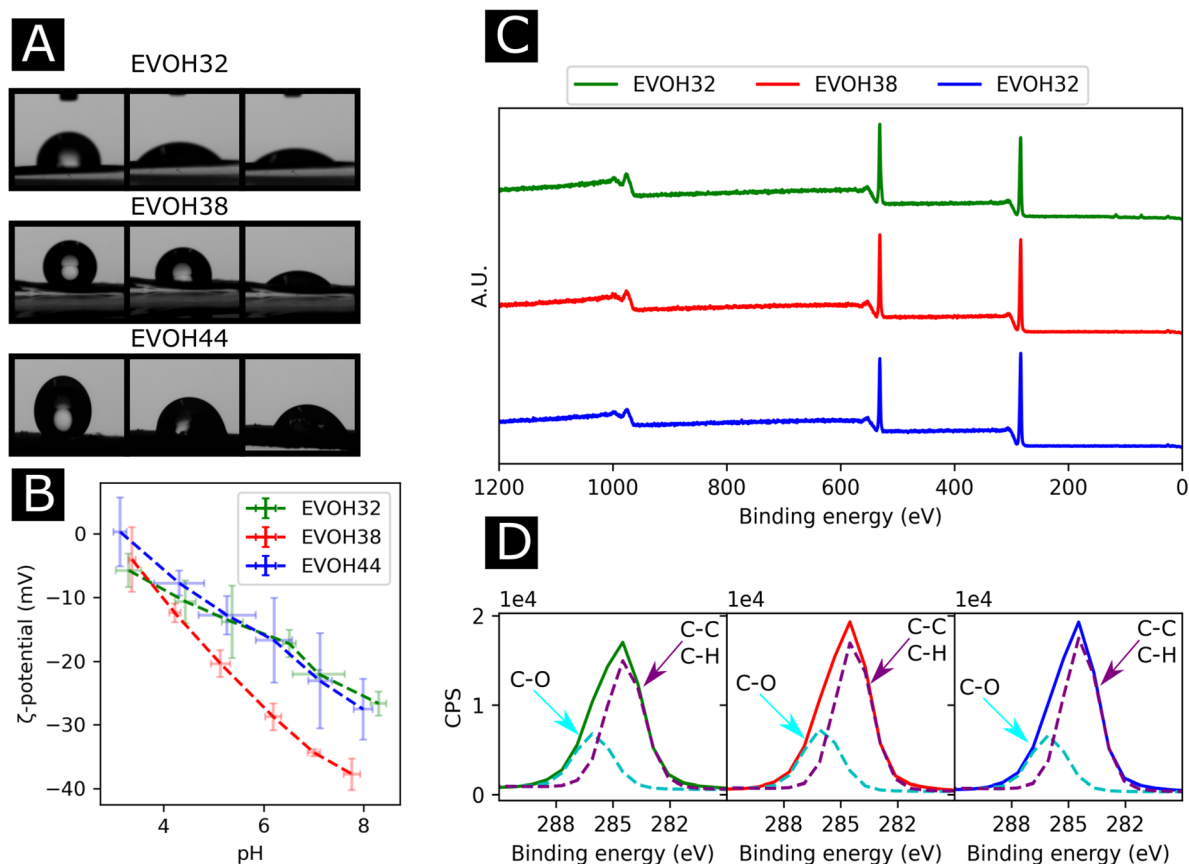 A
EVOH32
EVOH38
EVOH44
B
ζ-potential (mV)
0
−10
−20
−30
−40
EVOH32
EVOH38
EVOH44
4 6 8
pH
C
EVOH32 EVOH38 EVOH32
A.U.
1200 1000 800 600 400 200 0
Binding energy (eV)
D
CPS
2
1
0
1e4 1e4 1e4
C-C
C-H
C-O
C-C
C-H
C-O
C-C
C-H
C-O
288 285 282 288 285 282 288 285 282
Binding energy (eV) Binding energy (eV) Binding energy (eV)